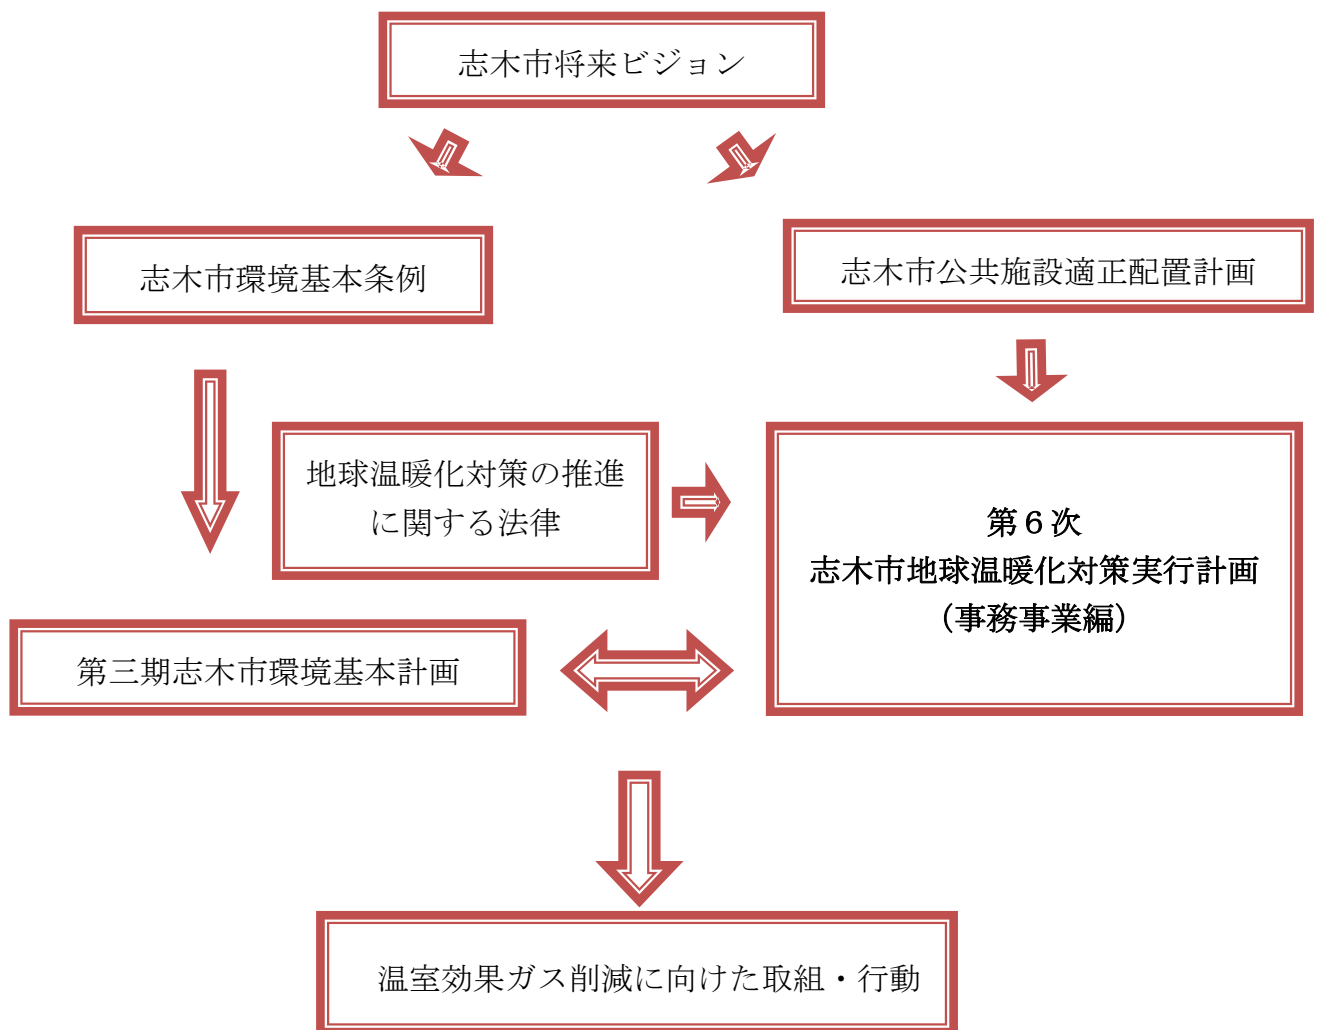 志木市将来ビジョン
志木市環境基本条例
志木市公共施設適正配置計画
地球温暖化対策の推進
に関する法律
第６次
志木市地球温暖化対策実行計画
（事務事業編）
第三期志木市環境基本計画
温室効果ガス削減に向けた取組・行動